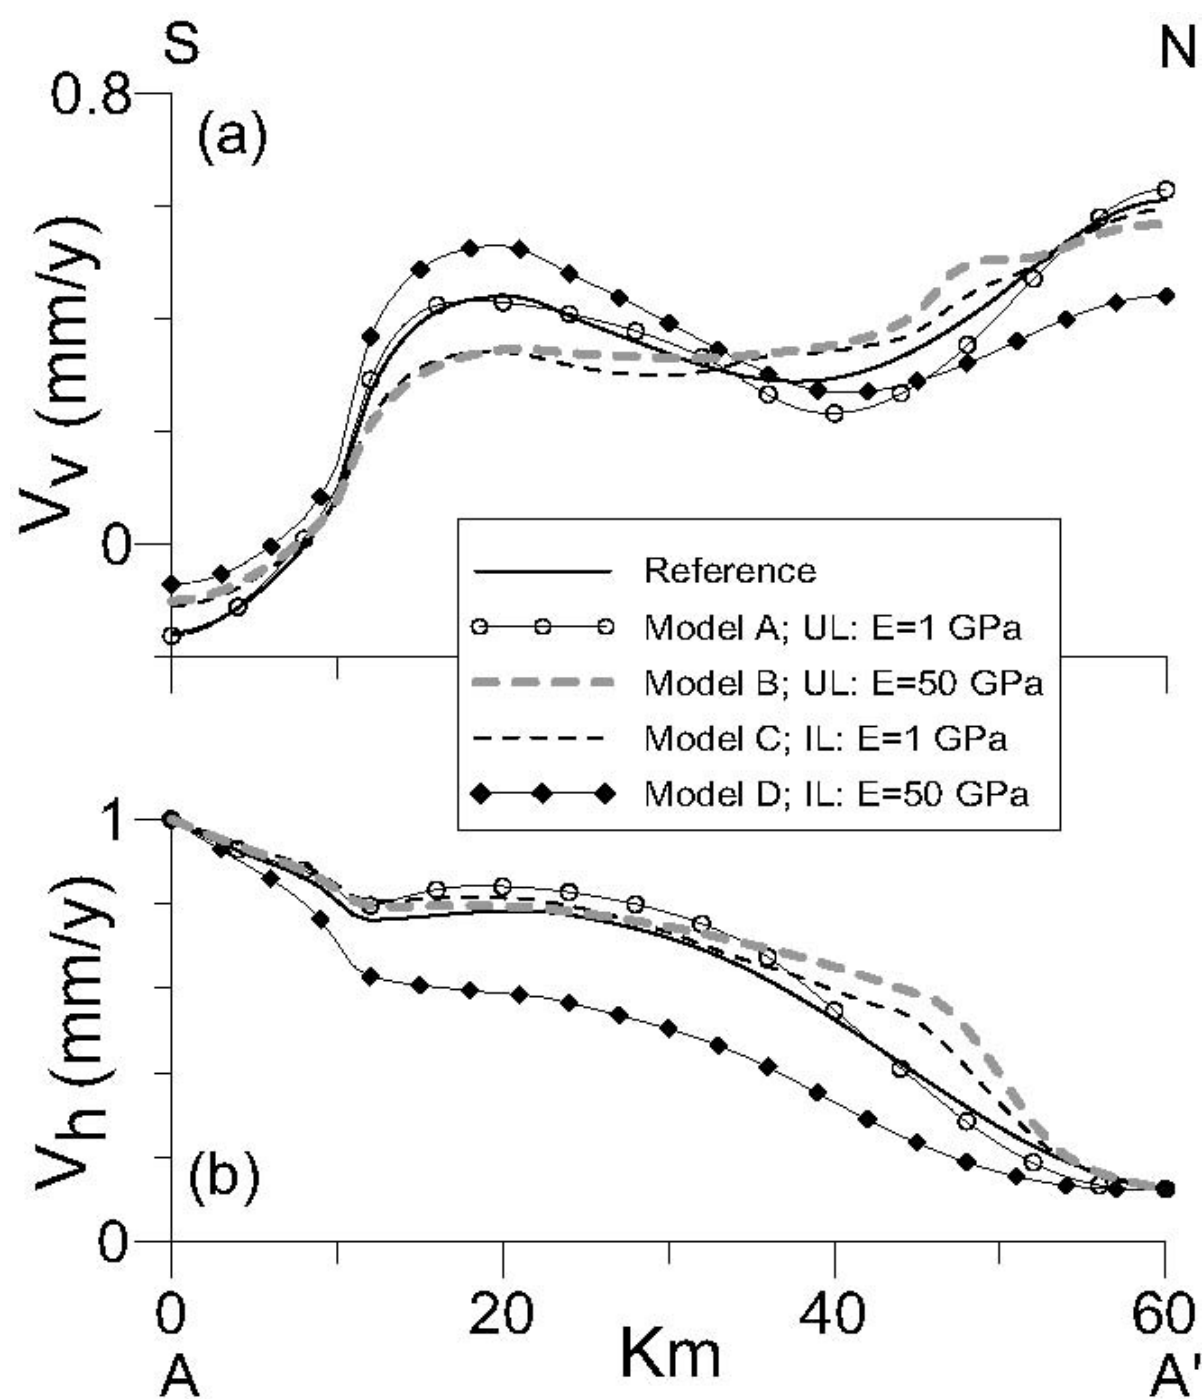 S N
0.8
(a)
Vv (mm/y)
0
Reference
Model A; UL: E=1 GPa
Model B; UL: E=50 GPa
Model C; IL: E=1 GPa
Model D; IL: E=50 GPa
1
Vh (mm/y)
(b)
0
0 20 40 60
Km
A A'